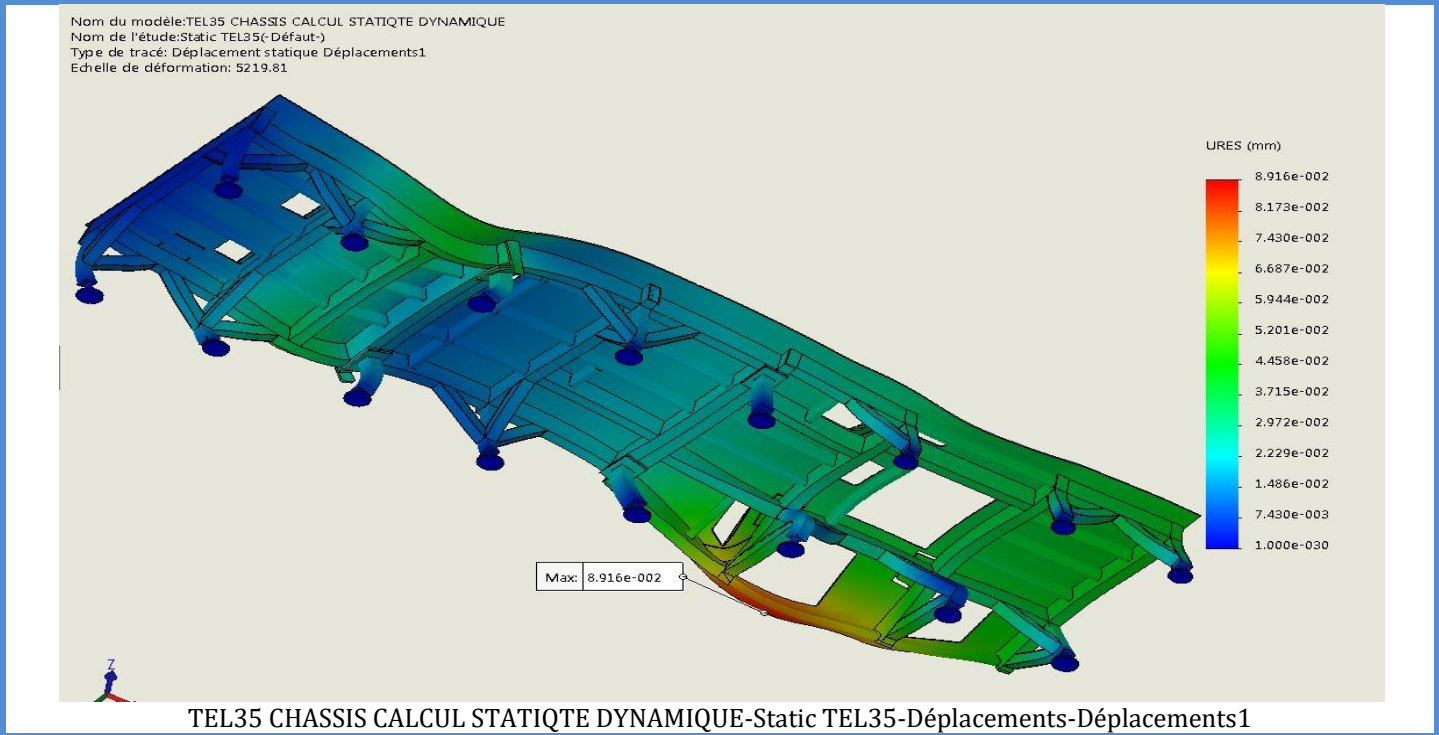 Nom du modèle:TEL35 CHASSIS CALCUL STATIQTE DYNAMIQUE
Nom de l'étude:Static TEL35(-Défaut-)
Type de tracé: Déplacement statique Déplacements1
Echelle de déformation: 5219.81
URES (mm)
8.916e-002
8.173e-002
7.430e-002
6.687e-002
5.944e-002
5.201e-002
4.458e-002
3.715e-002
2.972e-002
2.229e-002
1.486e-002
7.430e-003
1.000e-030
Max: 8.916e-002
Z
TEL35 CHASSIS CALCUL STATIQTE DYNAMIQUE-Static TEL35-Déplacements-Déplacements1